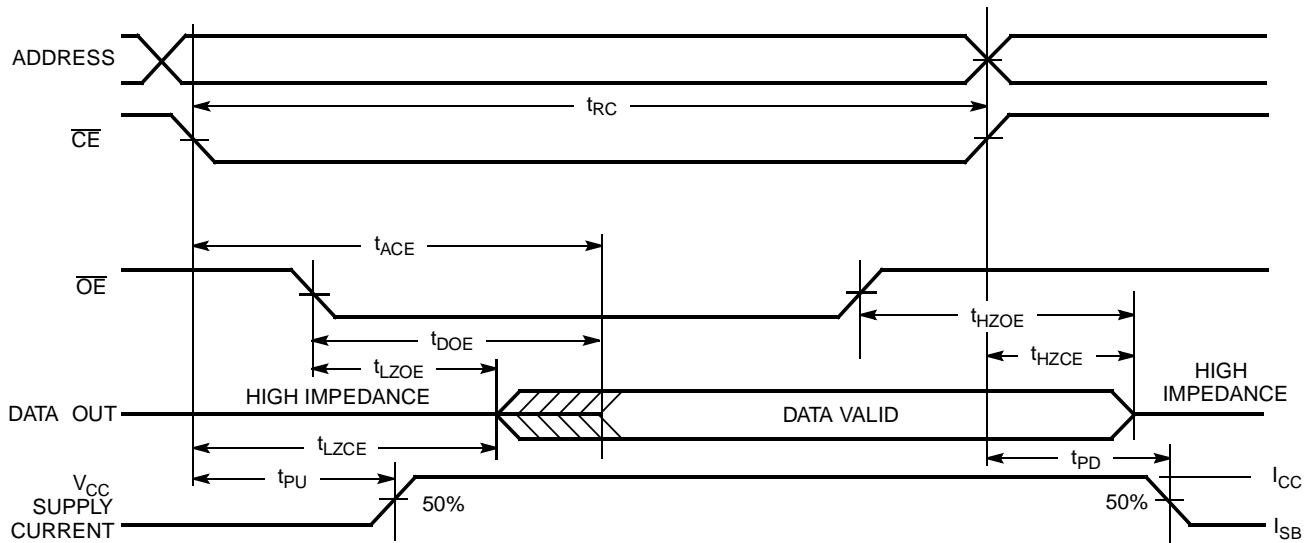 ADDRESS
tRC
CE
tACE
OE
tHZOE
tDOE
tHZCE
tLZOE
HIGH IMPEDANCE
HIGH
IMPEDANCE
DATA OUT
DATA VALID
tLZCE
tPD
tPU
VCC
SUPPLY
CURRENT
50%
50%
ICC
ISB